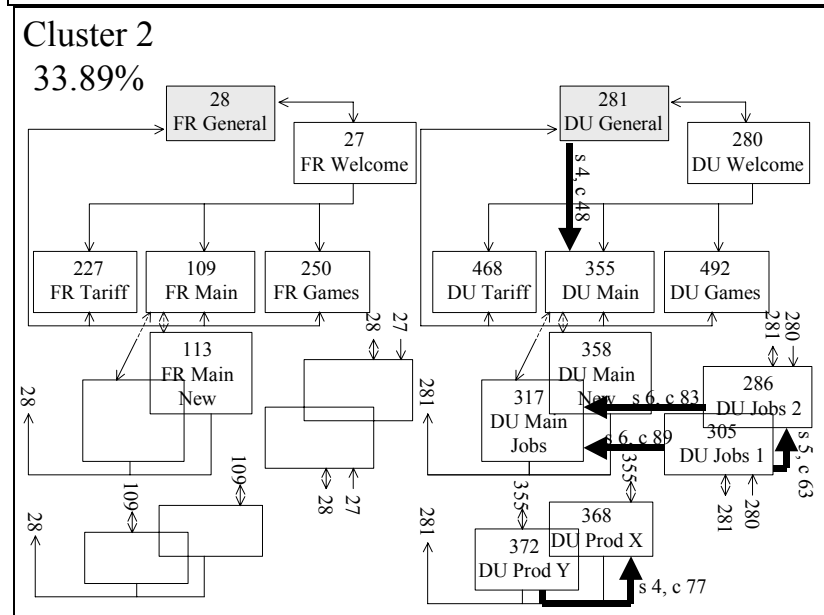 Cluster 2
33.89%
28
FR General
27
FR Welcome
281
DU General
280
DU Welcome
s 4, c 48
227
FR Tariff
109
FR Main
250
FR Games
468
DU Tariff
355
DU Main
492
DU Games
28
27
281
280
113
FR Main
New
358
DU Main
New
317
DU Main
Jobs
286
DU Jobs 2
305
DU Jobs 1
s 6, c 83
s 6, c 89
s 5, c 63
28
281
28
27
281
280
109
109
355
355
28
281
372
DU Prod Y
368
DU Prod X
s 4, c 77